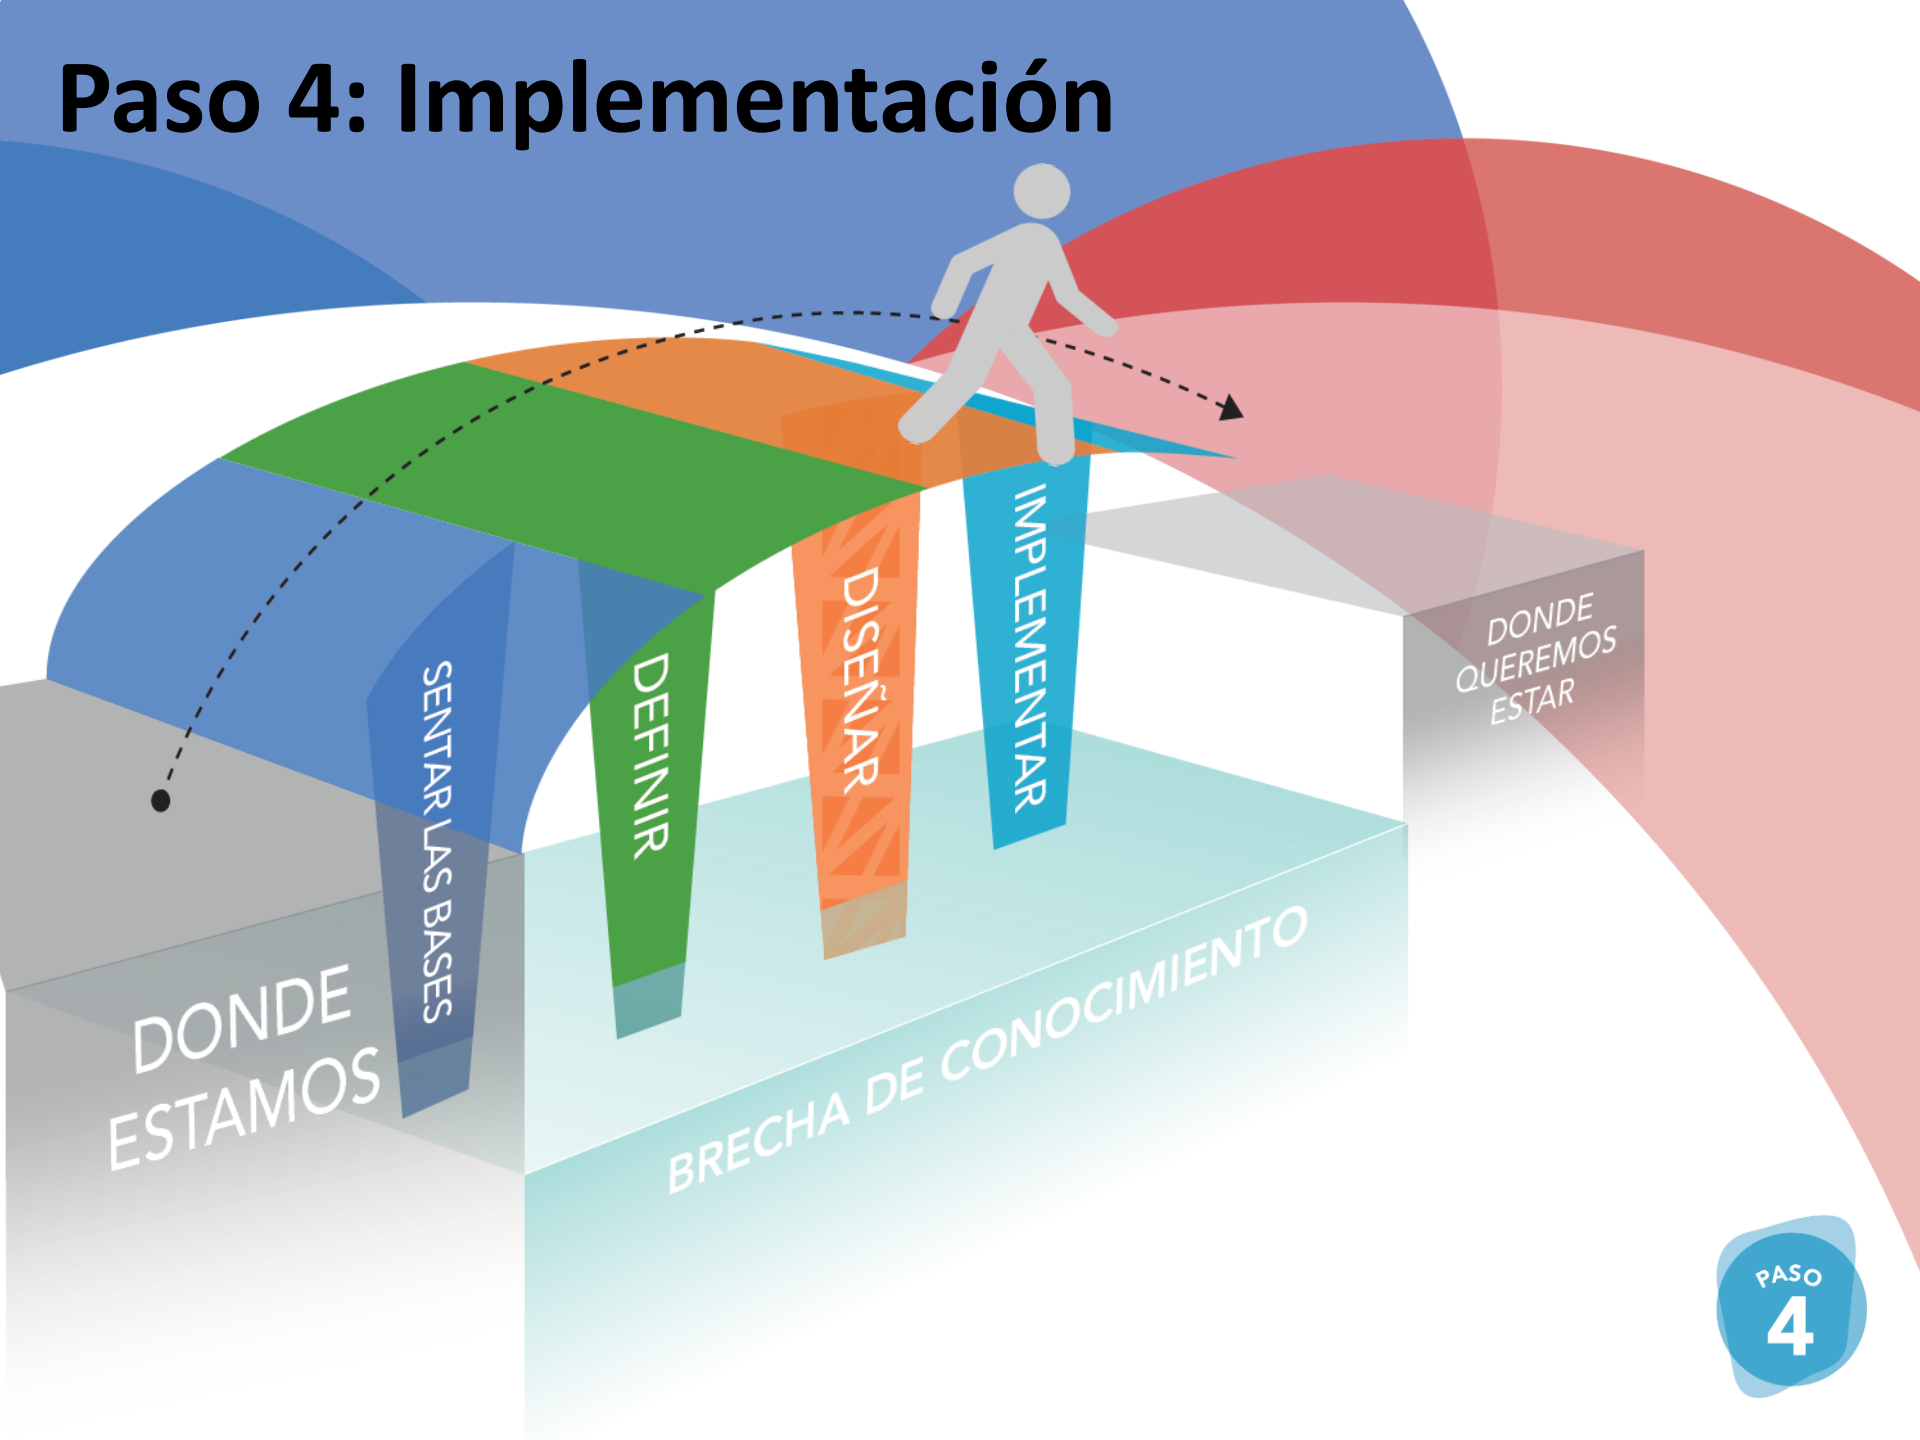 Paso 4: Implementación
SENTAR LAS BASES
DEFINIR
DISEÑAR
IMPLEMENTAR
DONDE
QUEREMOS
ESTAR
DONDE
ESTAMOS
BRECHA DE CONOCIMIENTO
PASO
4